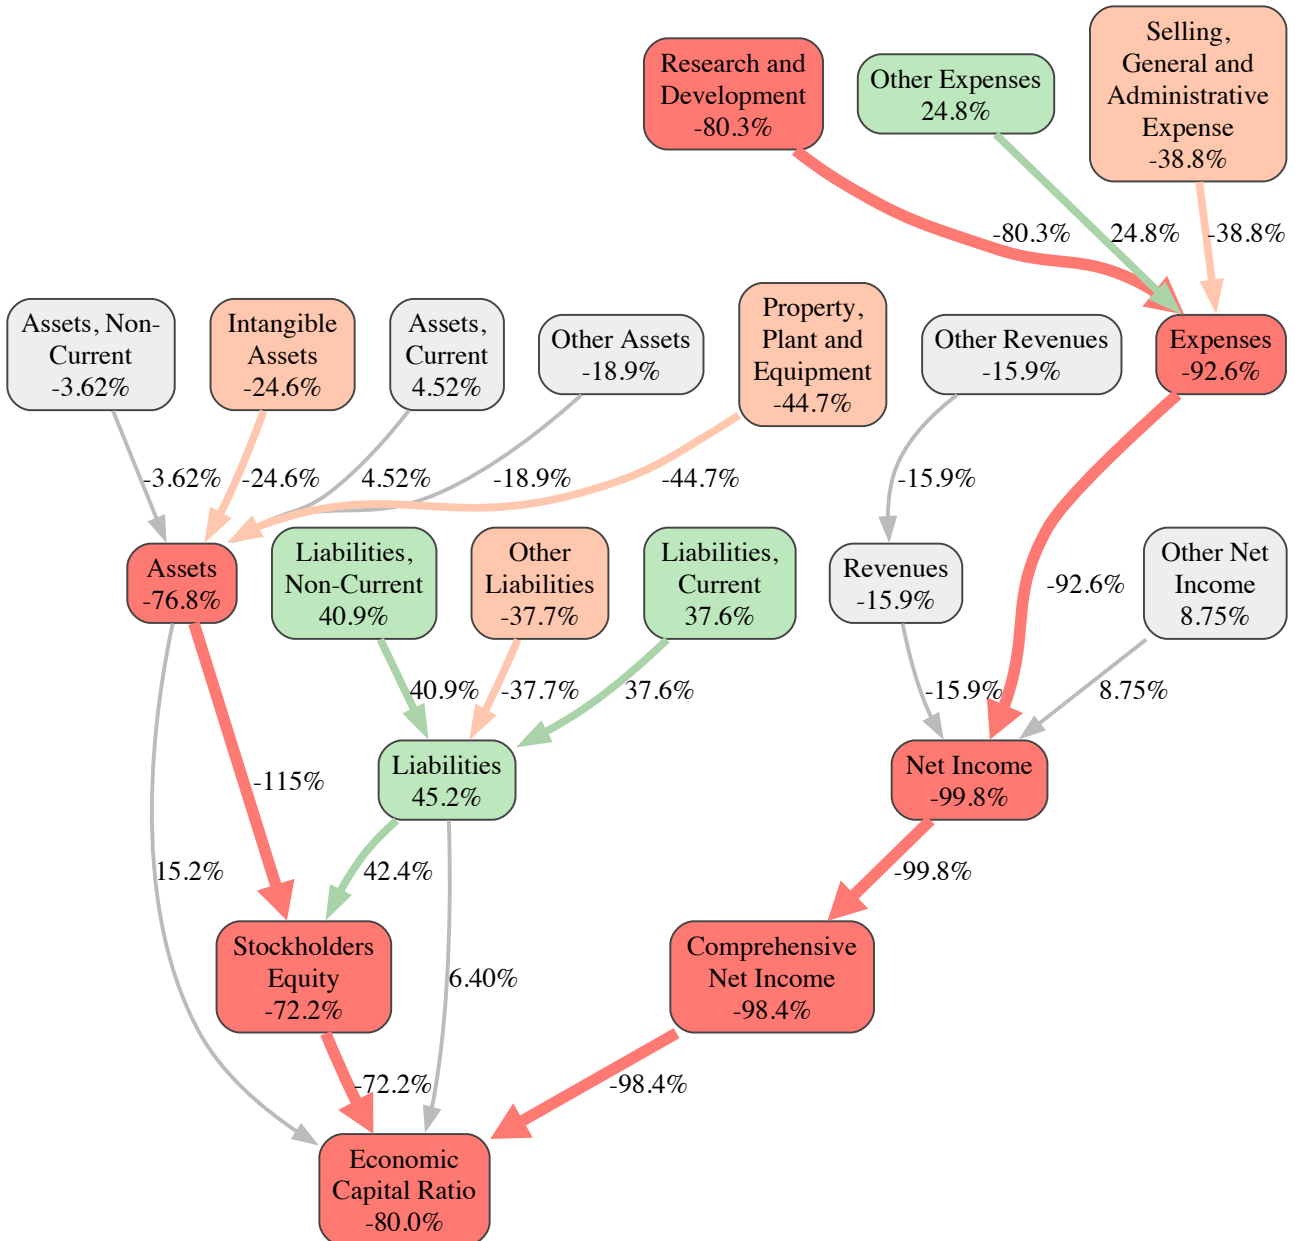 Research and
Development
-80.3%
Other Expenses
24.8%
Selling,
General and
Administrative
Expense
-38.8%
-80.3%
24.8%
-38.8%
Assets, Non-
Current
-3.62%
Intangible
Assets
-24.6%
Assets,
Current
4.52%
Other Assets
-18.9%
Property,
Plant and
Equipment
-44.7%
Other Revenues
-15.9%
Expenses
-92.6%
-3.62%
-24.6%
4.52%
-18.9%
-44.7%
-15.9%
Assets
-76.8%
Liabilities,
Non-Current
40.9%
Other
Liabilities
-37.7%
Liabilities,
Current
37.6%
Revenues
-15.9%
-92.6%
Other Net
Income
8.75%
40.9%
-37.7%
37.6%
-15.9%
8.75%
-115%
Liabilities
45.2%
Net Income
-99.8%
15.2%
42.4%
-99.8%
Stockholders
Equity
-72.2%
6.40%
Comprehensive
Net Income
-98.4%
-72.2%
-98.4%
Economic
Capital Ratio
-80.0%